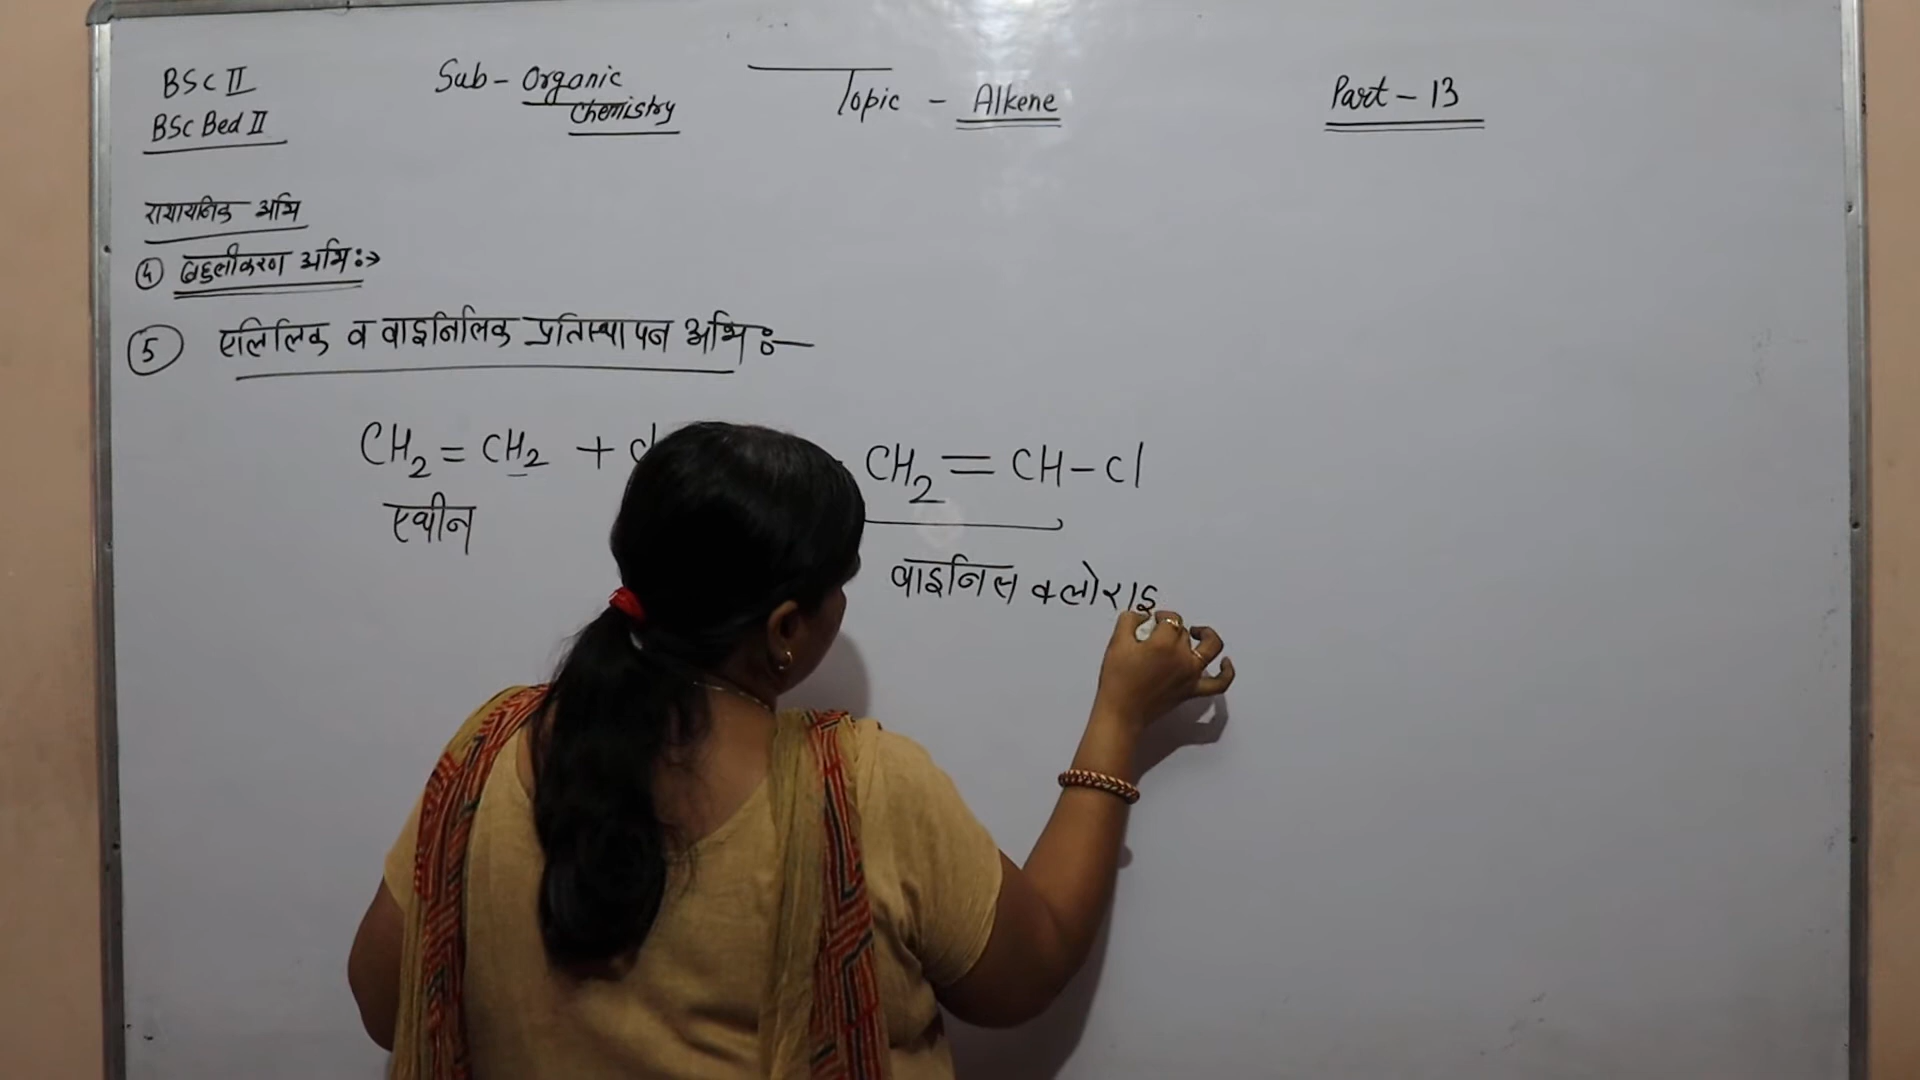 BSc II
BSc Bed II
Sub- Organic
Chemistry
Topic - Alkene
Part - 13
रासायनिक अभि
④ बहुलीकरण अभि :→
⑤ एलिलिक व वाइनिलिक प्रतिस्थापन अभि :—
CH₂ = CH₂ + CH₂ = CH - Cl
एथीन
वाइनिल क्लोराइ